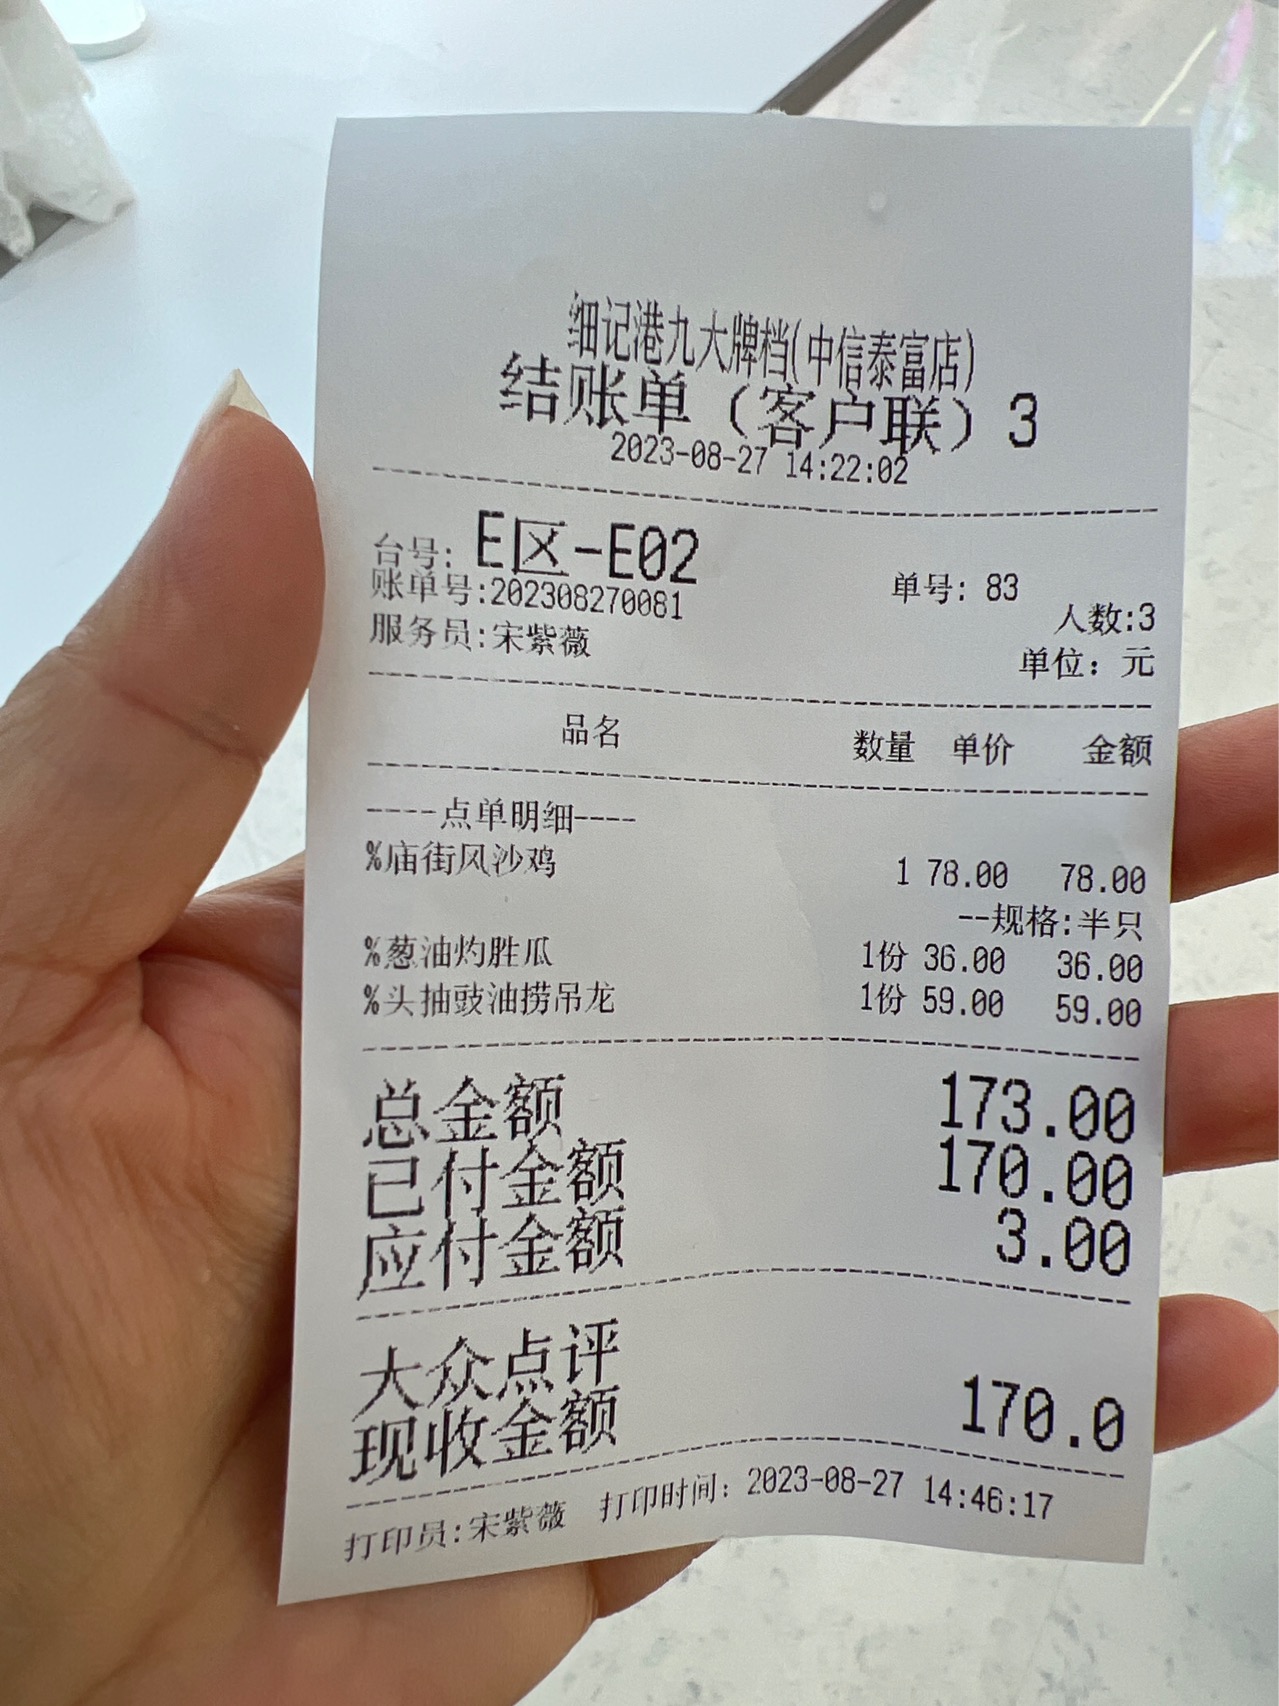 细记港九大牌档(中信泰富店)
结账单（客户联）3
2023-08-27 14:22:02
台号: E区-E02 单号: 83
账单号:202308270081 人数:3
服务员:宋紫薇 单位: 元
品名 数量 单价 金额
----点单明细----
%庙街风沙鸡 1 78.00 78.00
--规格:半只
%葱油灼胜瓜 1份 36.00 36.00
%头抽豉油捞吊龙 1份 59.00 59.00
总金额 173.00
已付金额 170.00
应付金额 3.00
大众点评
现收金额 170.0
打印员:宋紫薇 打印时间: 2023-08-27 14:46:17